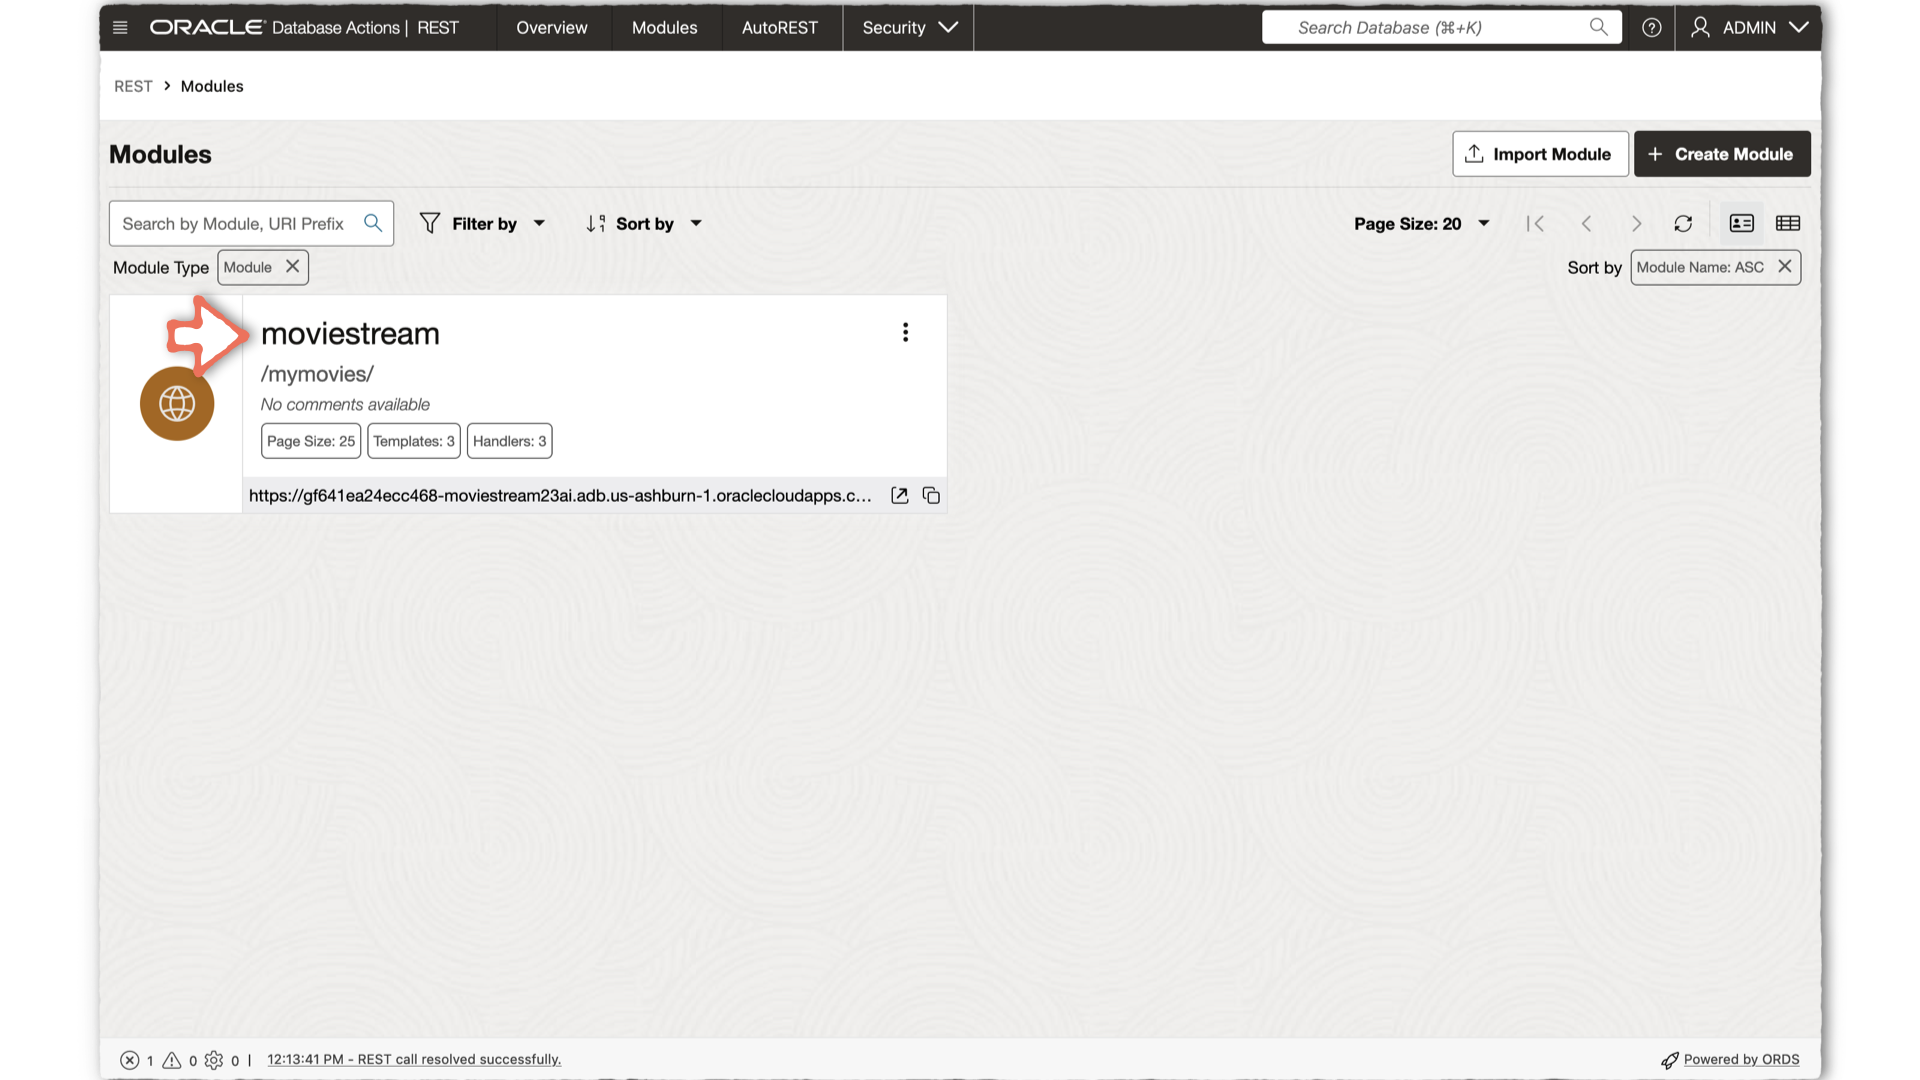 ORACLE Database Actions | REST Overview Modules AutoREST Security Search Database (⌘+K) ADMIN
REST > Modules
Modules
Import Module
+ Create Module
Search by Module, URI Prefix
Filter by
Sort by
Page Size: 20
Module Type Module
Sort by Module Name: ASC
moviestream
/mymovies/
No comments available
Page Size: 25 Templates: 3 Handlers: 3
https://gf641ea24ecc468-moviestream23ai.adb.us-ashburn-1.oraclecloudapps.c...
1 0 0 | 12:13:41 PM - REST call resolved successfully.
Powered by ORDS